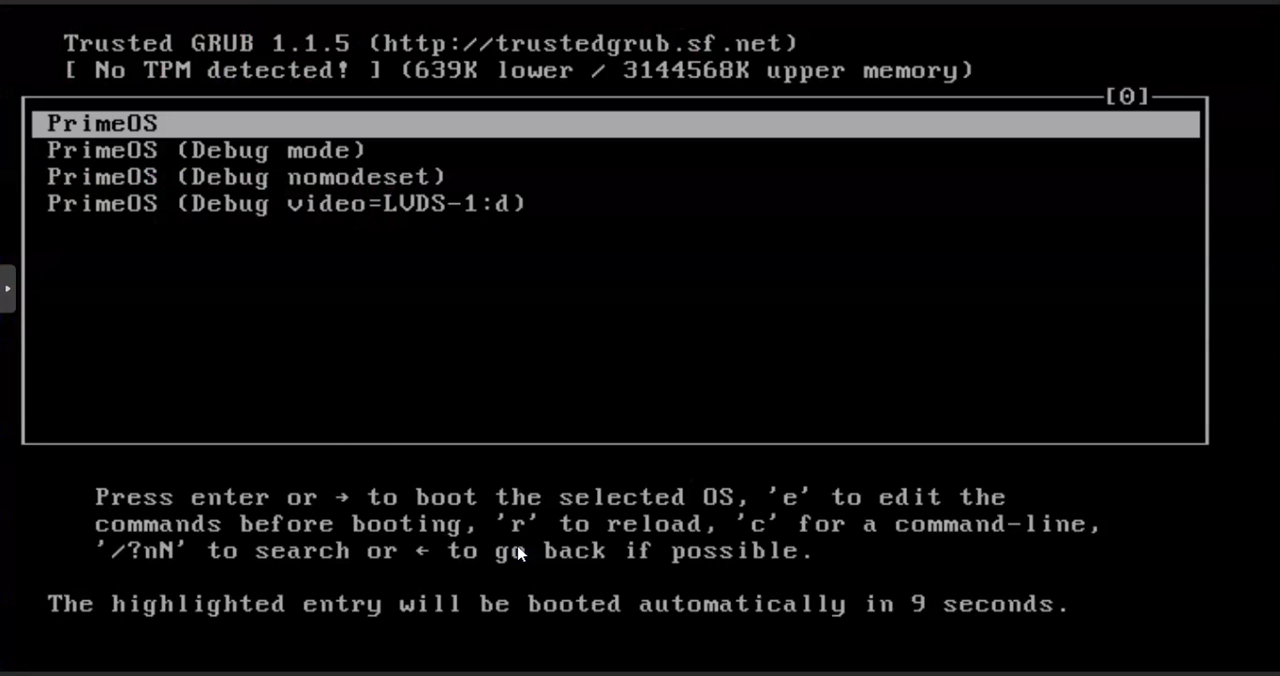 Trusted GRUB 1.1.5 (http://trustedgrub.sf.net)
[ No TPM detected! ] (639K lower / 3144568K upper memory)
[0]
PrimeOS
PrimeOS (Debug mode)
PrimeOS (Debug nomodeset)
PrimeOS (Debug video=LVDS-1:d)
Press enter or → to boot the selected OS, 'e' to edit the
commands before booting, 'r' to reload, 'c' for a command-line,
'/?nN' to search or ← to go back if possible.
The highlighted entry will be booted automatically in 9 seconds.